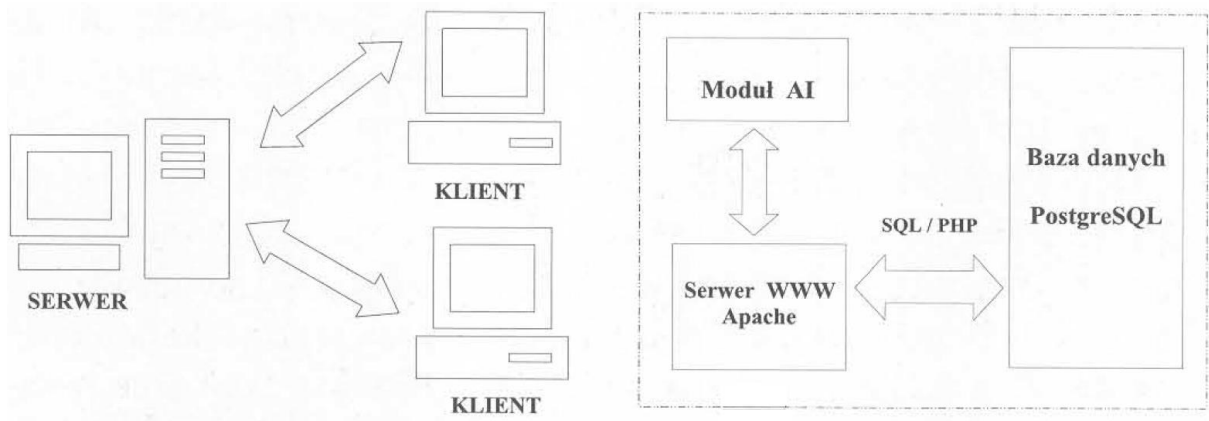 KLIENT
SERWER
KLIENT
Moduł AI
Baza danych
PostgreSQL
SQL / PHP
Serwer WWW
Apache